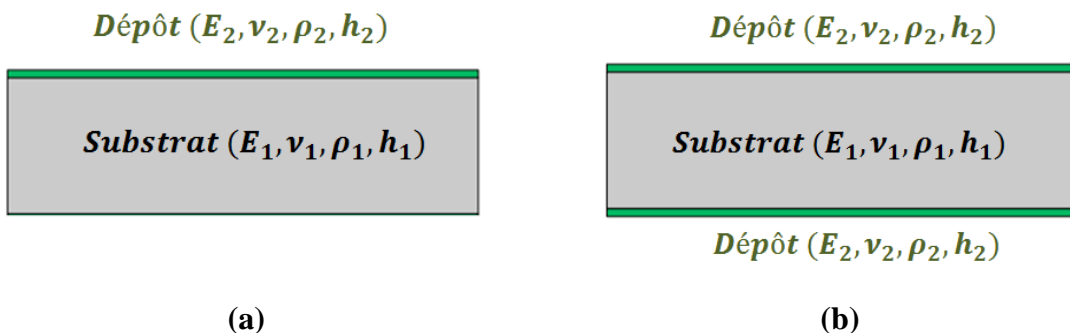 Dépôt (E₂, ν₂, ρ₂, h₂)
Substrat (E₁, ν₁, ρ₁, h₁)
(a)
Dépôt (E₂, ν₂, ρ₂, h₂)
Substrat (E₁, ν₁, ρ₁, h₁)
Dépôt (E₂, ν₂, ρ₂, h₂)
(b)